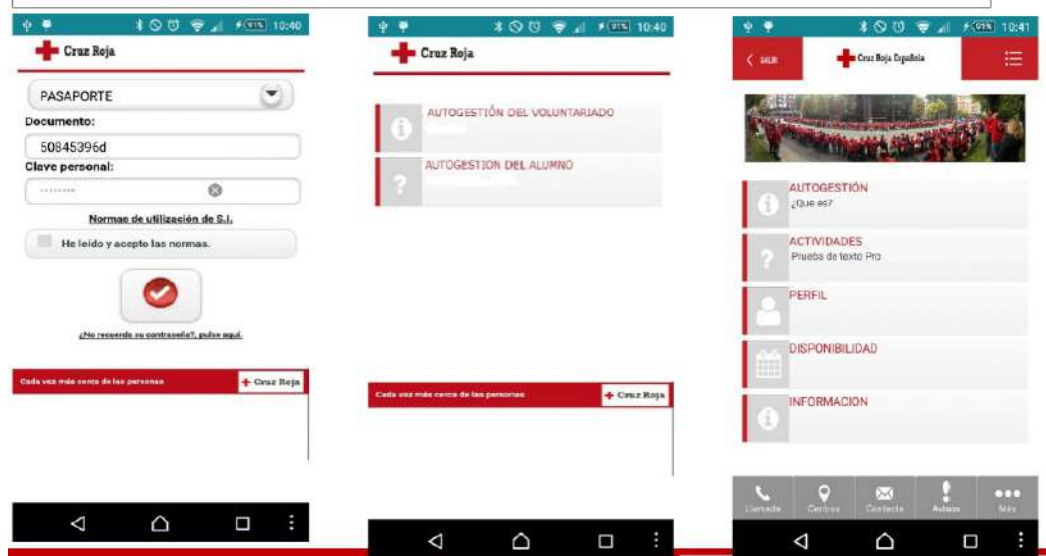 91% 10:40
Cruz Roja
PASAPORTE
Documento:
50845396d
Clave personal:
Normas de utilización de S.I.
He leído y acepto las normas.
¿No recuerda su contraseña?, pulse aquí.
Cada vez más cerca de las personas
Cruz Roja
91% 10:40
Cruz Roja
AUTOGESTIÓN DEL VOLUNTARIADO
AUTOGESTION DEL ALUMNO
Cada vez más cerca de las personas
Cruz Roja
91% 10:41
SALIR
Cruz Roja Española
AUTOGESTIÓN
¿Que es?
ACTIVIDADES
Prueba de texto Pro
PERFIL
DISPONIBILIDAD
INFORMACION
Llamada Centros Contacto Avisos Más